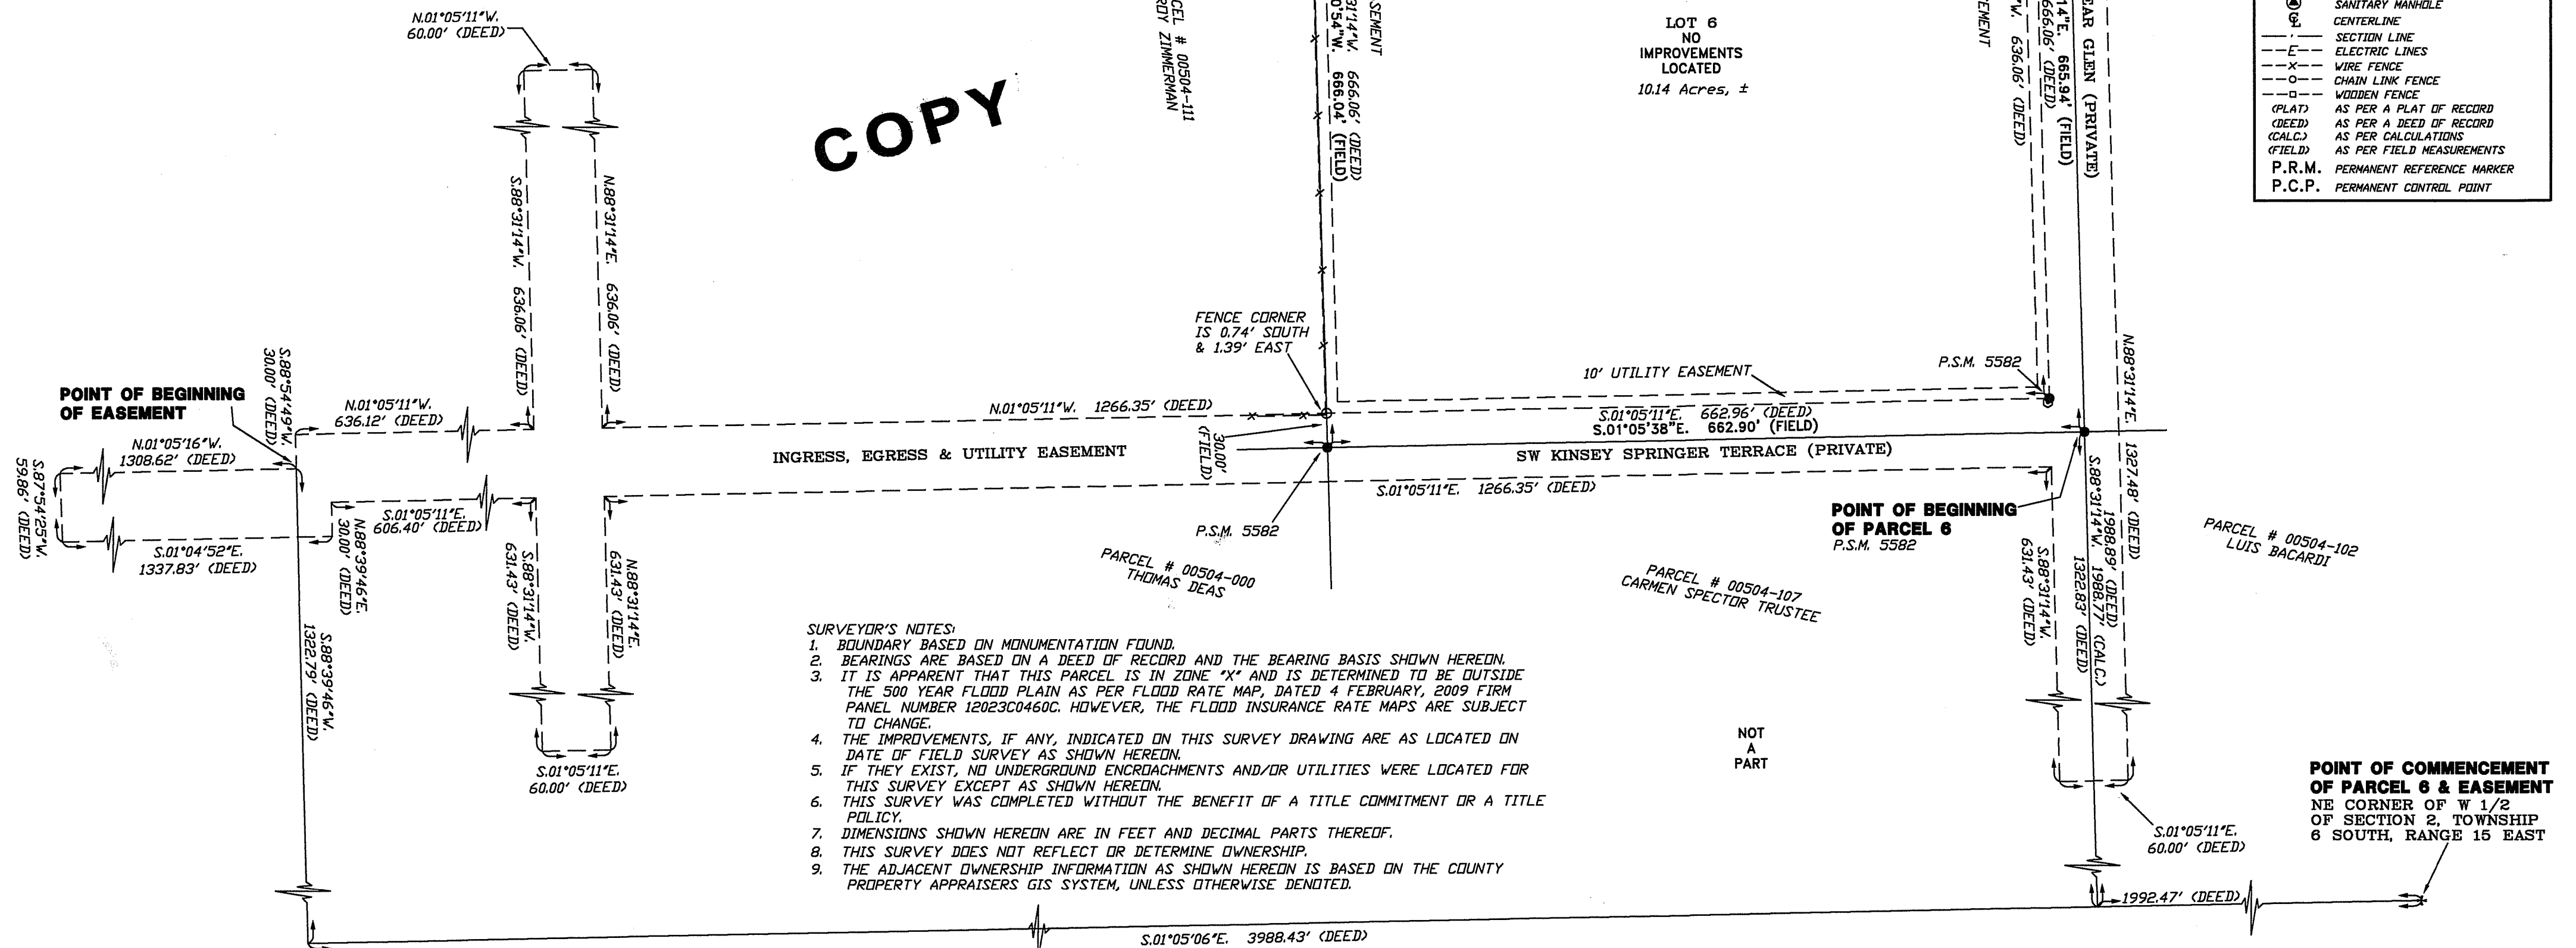 N.01°05'11"W.
60.00' (DEED)
COPY
S.88°31'14"W. 636.06' (DEED)
N.88°31'14"E. 636.06' (DEED)
CEL # 00504-111
ROY ZIMMERMAN
SEMENT
31'14"W. 666.06' (DEED)
0'54"W. 666.04' (FIELD)
LOT 6
NO
IMPROVEMENTS
LOCATED
10.14 Acres, ±
EMENT
"W. 636.06' (DEED)
14"E. 665.94' (FIELD)
666.06' (DEED)
EAR GLEN (PRIVATE)
SANITARY MANHOLE
CENTERLINE
SECTION LINE
--E-- ELECTRIC LINES
--x-- WIRE FENCE
--o-- CHAIN LINK FENCE
WOODEN FENCE
(PLAT) AS PER A PLAT OF RECORD
(DEED) AS PER A DEED OF RECORD
(CALC.) AS PER CALCULATIONS
(FIELD) AS PER FIELD MEASUREMENTS
P.R.M. PERMANENT REFERENCE MARKER
P.C.P. PERMANENT CONTROL POINT
FENCE CORNER
IS 0.74' SOUTH
& 1.39' EAST
P.S.M. 5582
10' UTILITY EASEMENT
POINT OF BEGINNING
OF EASEMENT
S.88°54'49"W.
30.00' (DEED)
N.01°05'11"W.
636.12' (DEED)
N.01°05'11"W. 1266.35' (DEED)
S.01°05'11"E. 662.96' (DEED)
S.01°05'38"E. 662.90' (FIELD)
30.00'
(FIELD)
INGRESS, EGRESS & UTILITY EASEMENT
SW KINSEY SPRINGER TERRACE (PRIVATE)
N.01°05'16"W.
1308.62' (DEED)
S.87°54'25"W.
59.86' (DEED)
S.01°04'52"E.
1337.83' (DEED)
S.01°05'11"E.
606.40' (DEED)
N.88°39'46"E.
30.00' (DEED)
S.01°05'11"E. 1266.35' (DEED)
P.S.M. 5582
POINT OF BEGINNING
OF PARCEL 6
P.S.M. 5582
N.88°31'14"E. 1327.48' (DEED)
1988.89' (DEED)
S.88°31'14"W. 1988.77' (CALC.)
1322.83' (DEED)
PARCEL # 00504-102
LUIS BACARDI
PARCEL # 00504-000
THOMAS DEAS
PARCEL # 00504-107
CARMEN SPECTOR TRUSTEE
S.88°31'14"W.
631.43' (DEED)
N.88°31'14"E.
631.43' (DEED)
S.88°31'14"W.
631.43' (DEED)
S.88°39'46"W.
1322.79' (DEED)
S.01°05'11"E.
60.00' (DEED)
SURVEYOR'S NOTES:
1. BOUNDARY BASED ON MONUMENTATION FOUND.
2. BEARINGS ARE BASED ON A DEED OF RECORD AND THE BEARING BASIS SHOWN HEREON.
3. IT IS APPARENT THAT THIS PARCEL IS IN ZONE "X" AND IS DETERMINED TO BE OUTSIDE
THE 500 YEAR FLOOD PLAIN AS PER FLOOD RATE MAP, DATED 4 FEBRUARY, 2009 FIRM
PANEL NUMBER 12023C0460C. HOWEVER, THE FLOOD INSURANCE RATE MAPS ARE SUBJECT
TO CHANGE.
4. THE IMPROVEMENTS, IF ANY, INDICATED ON THIS SURVEY DRAWING ARE AS LOCATED ON
DATE OF FIELD SURVEY AS SHOWN HEREON.
5. IF THEY EXIST, NO UNDERGROUND ENCROACHMENTS AND/OR UTILITIES WERE LOCATED FOR
THIS SURVEY EXCEPT AS SHOWN HEREON.
6. THIS SURVEY WAS COMPLETED WITHOUT THE BENEFIT OF A TITLE COMMITMENT OR A TITLE
POLICY.
7. DIMENSIONS SHOWN HEREON ARE IN FEET AND DECIMAL PARTS THEREOF.
8. THIS SURVEY DOES NOT REFLECT OR DETERMINE OWNERSHIP.
9. THE ADJACENT OWNERSHIP INFORMATION AS SHOWN HEREON IS BASED ON THE COUNTY
PROPERTY APPRAISERS GIS SYSTEM, UNLESS OTHERWISE DENOTED.
NOT
A
PART
POINT OF COMMENCEMENT
OF PARCEL 6 & EASEMENT
NE CORNER OF W 1/2
OF SECTION 2, TOWNSHIP
6 SOUTH, RANGE 15 EAST
S.01°05'11"E.
60.00' (DEED)
1992.47' (DEED)
S.01°05'06"E. 3988.43' (DEED)